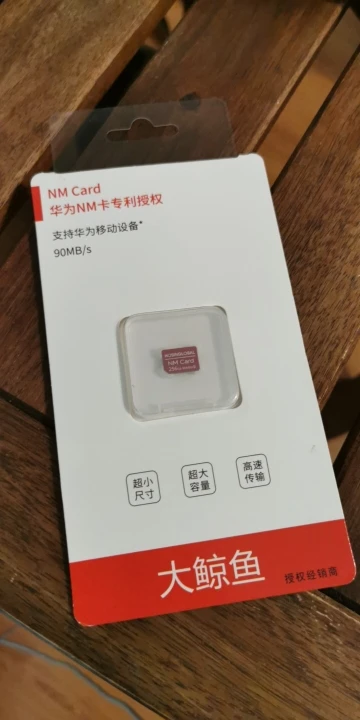 NM Card
华为NM卡专利授权
支持华为移动设备*
90MB/s
NM Card
超小
尺寸
超大
容量
高速
传输
大鲸鱼
授权经销商